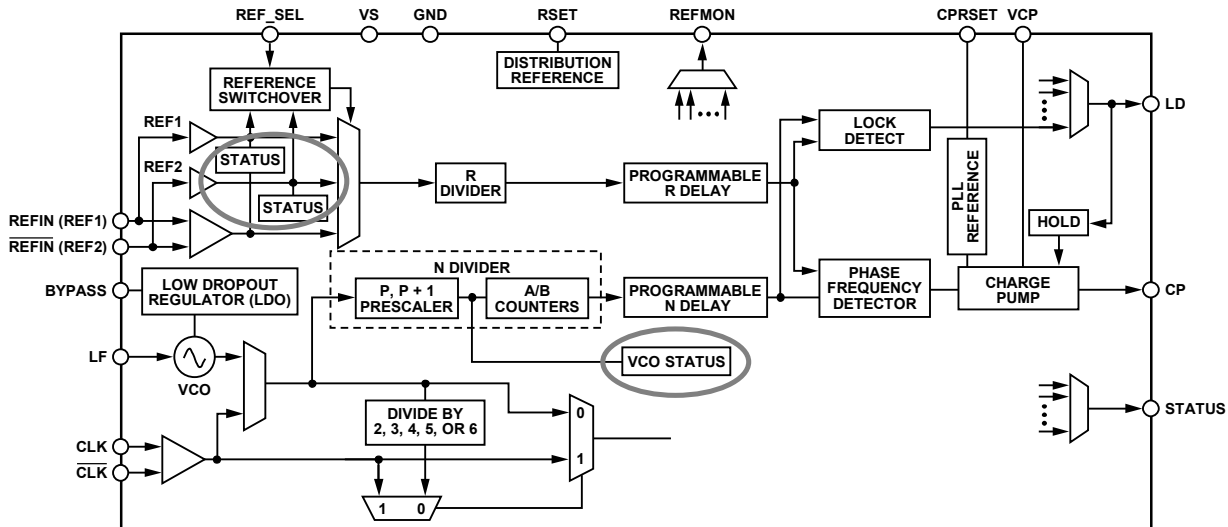 REF_SEL
VS
GND
RSET
REFMON
CPRSET
VCP
DISTRIBUTION
REFERENCE
REFERENCE
SWITCHOVER
REF1
STATUS
REF2
STATUS
R
DIVIDER
PROGRAMMABLE
R DELAY
LOCK
DETECT
LD
PLL
REFERENCE
HOLD
REFIN (REF1)
REFIN (REF2)
N DIVIDER
BYPASS
LOW DROPOUT
REGULATOR (LDO)
P, P + 1
PRESCALER
A/B
COUNTERS
PROGRAMMABLE
N DELAY
PHASE
FREQUENCY
DETECTOR
CHARGE
PUMP
CP
LF
VCO
VCO STATUS
DIVIDE BY
2, 3, 4, 5, OR 6
0
1
STATUS
CLK
CLK
1 0